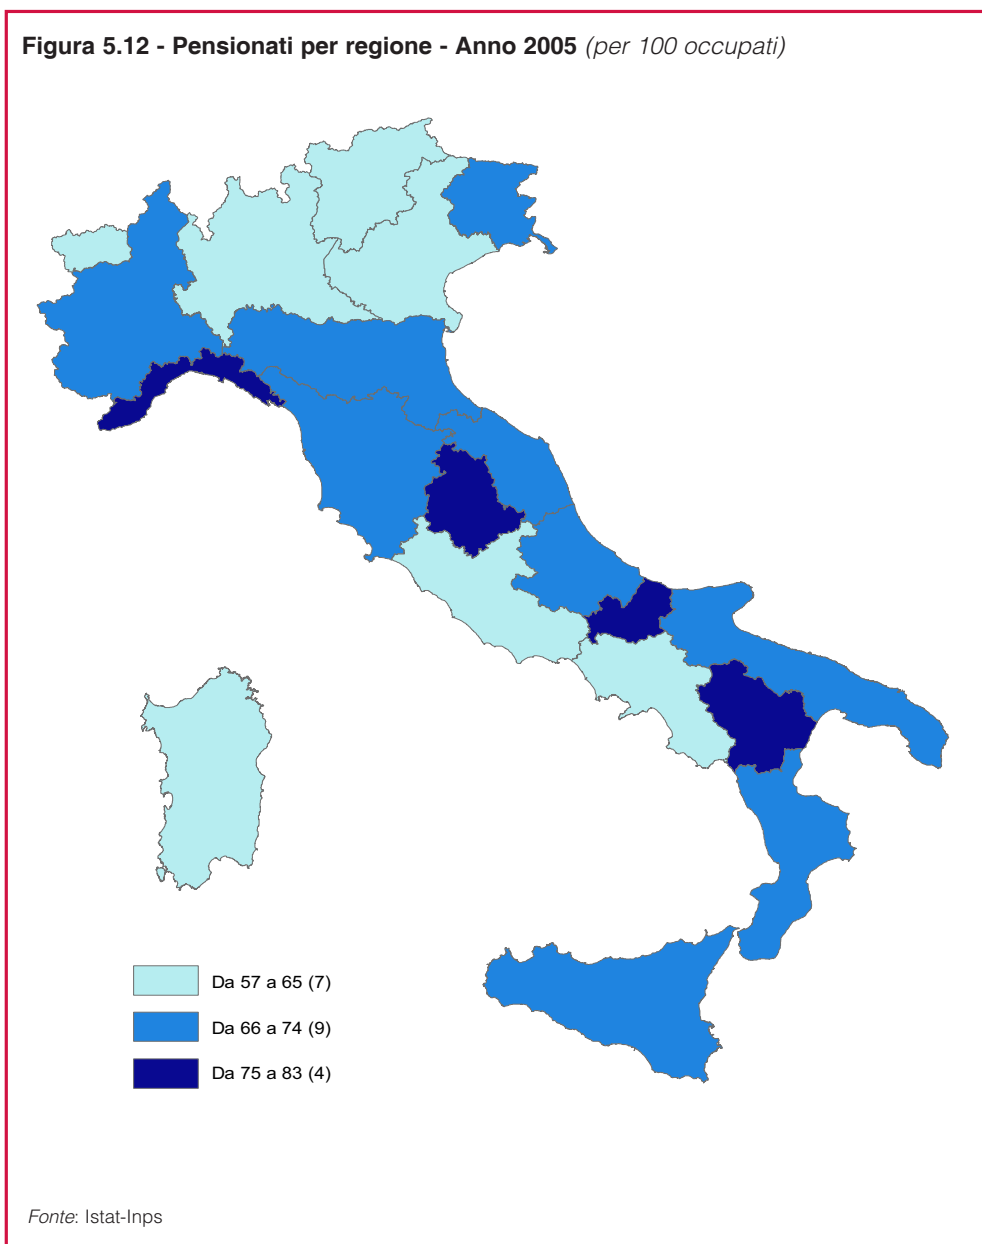 Figura 5.12 - Pensionati per regione - Anno 2005 (per 100 occupati)
Da 57 a 65 (7)
Da 66 a 74 (9)
Da 75 a 83 (4)
Fonte: Istat-Inps